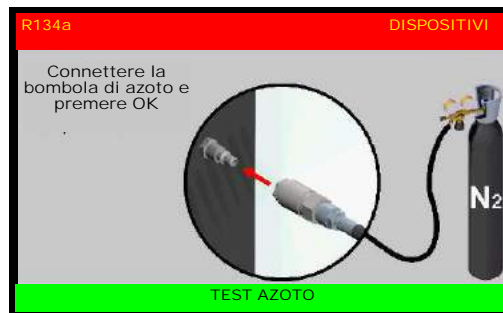 R134a DISPOSITIVI
Connettere la
bombola di azoto e
premere OK
.
N2
TEST AZOTO